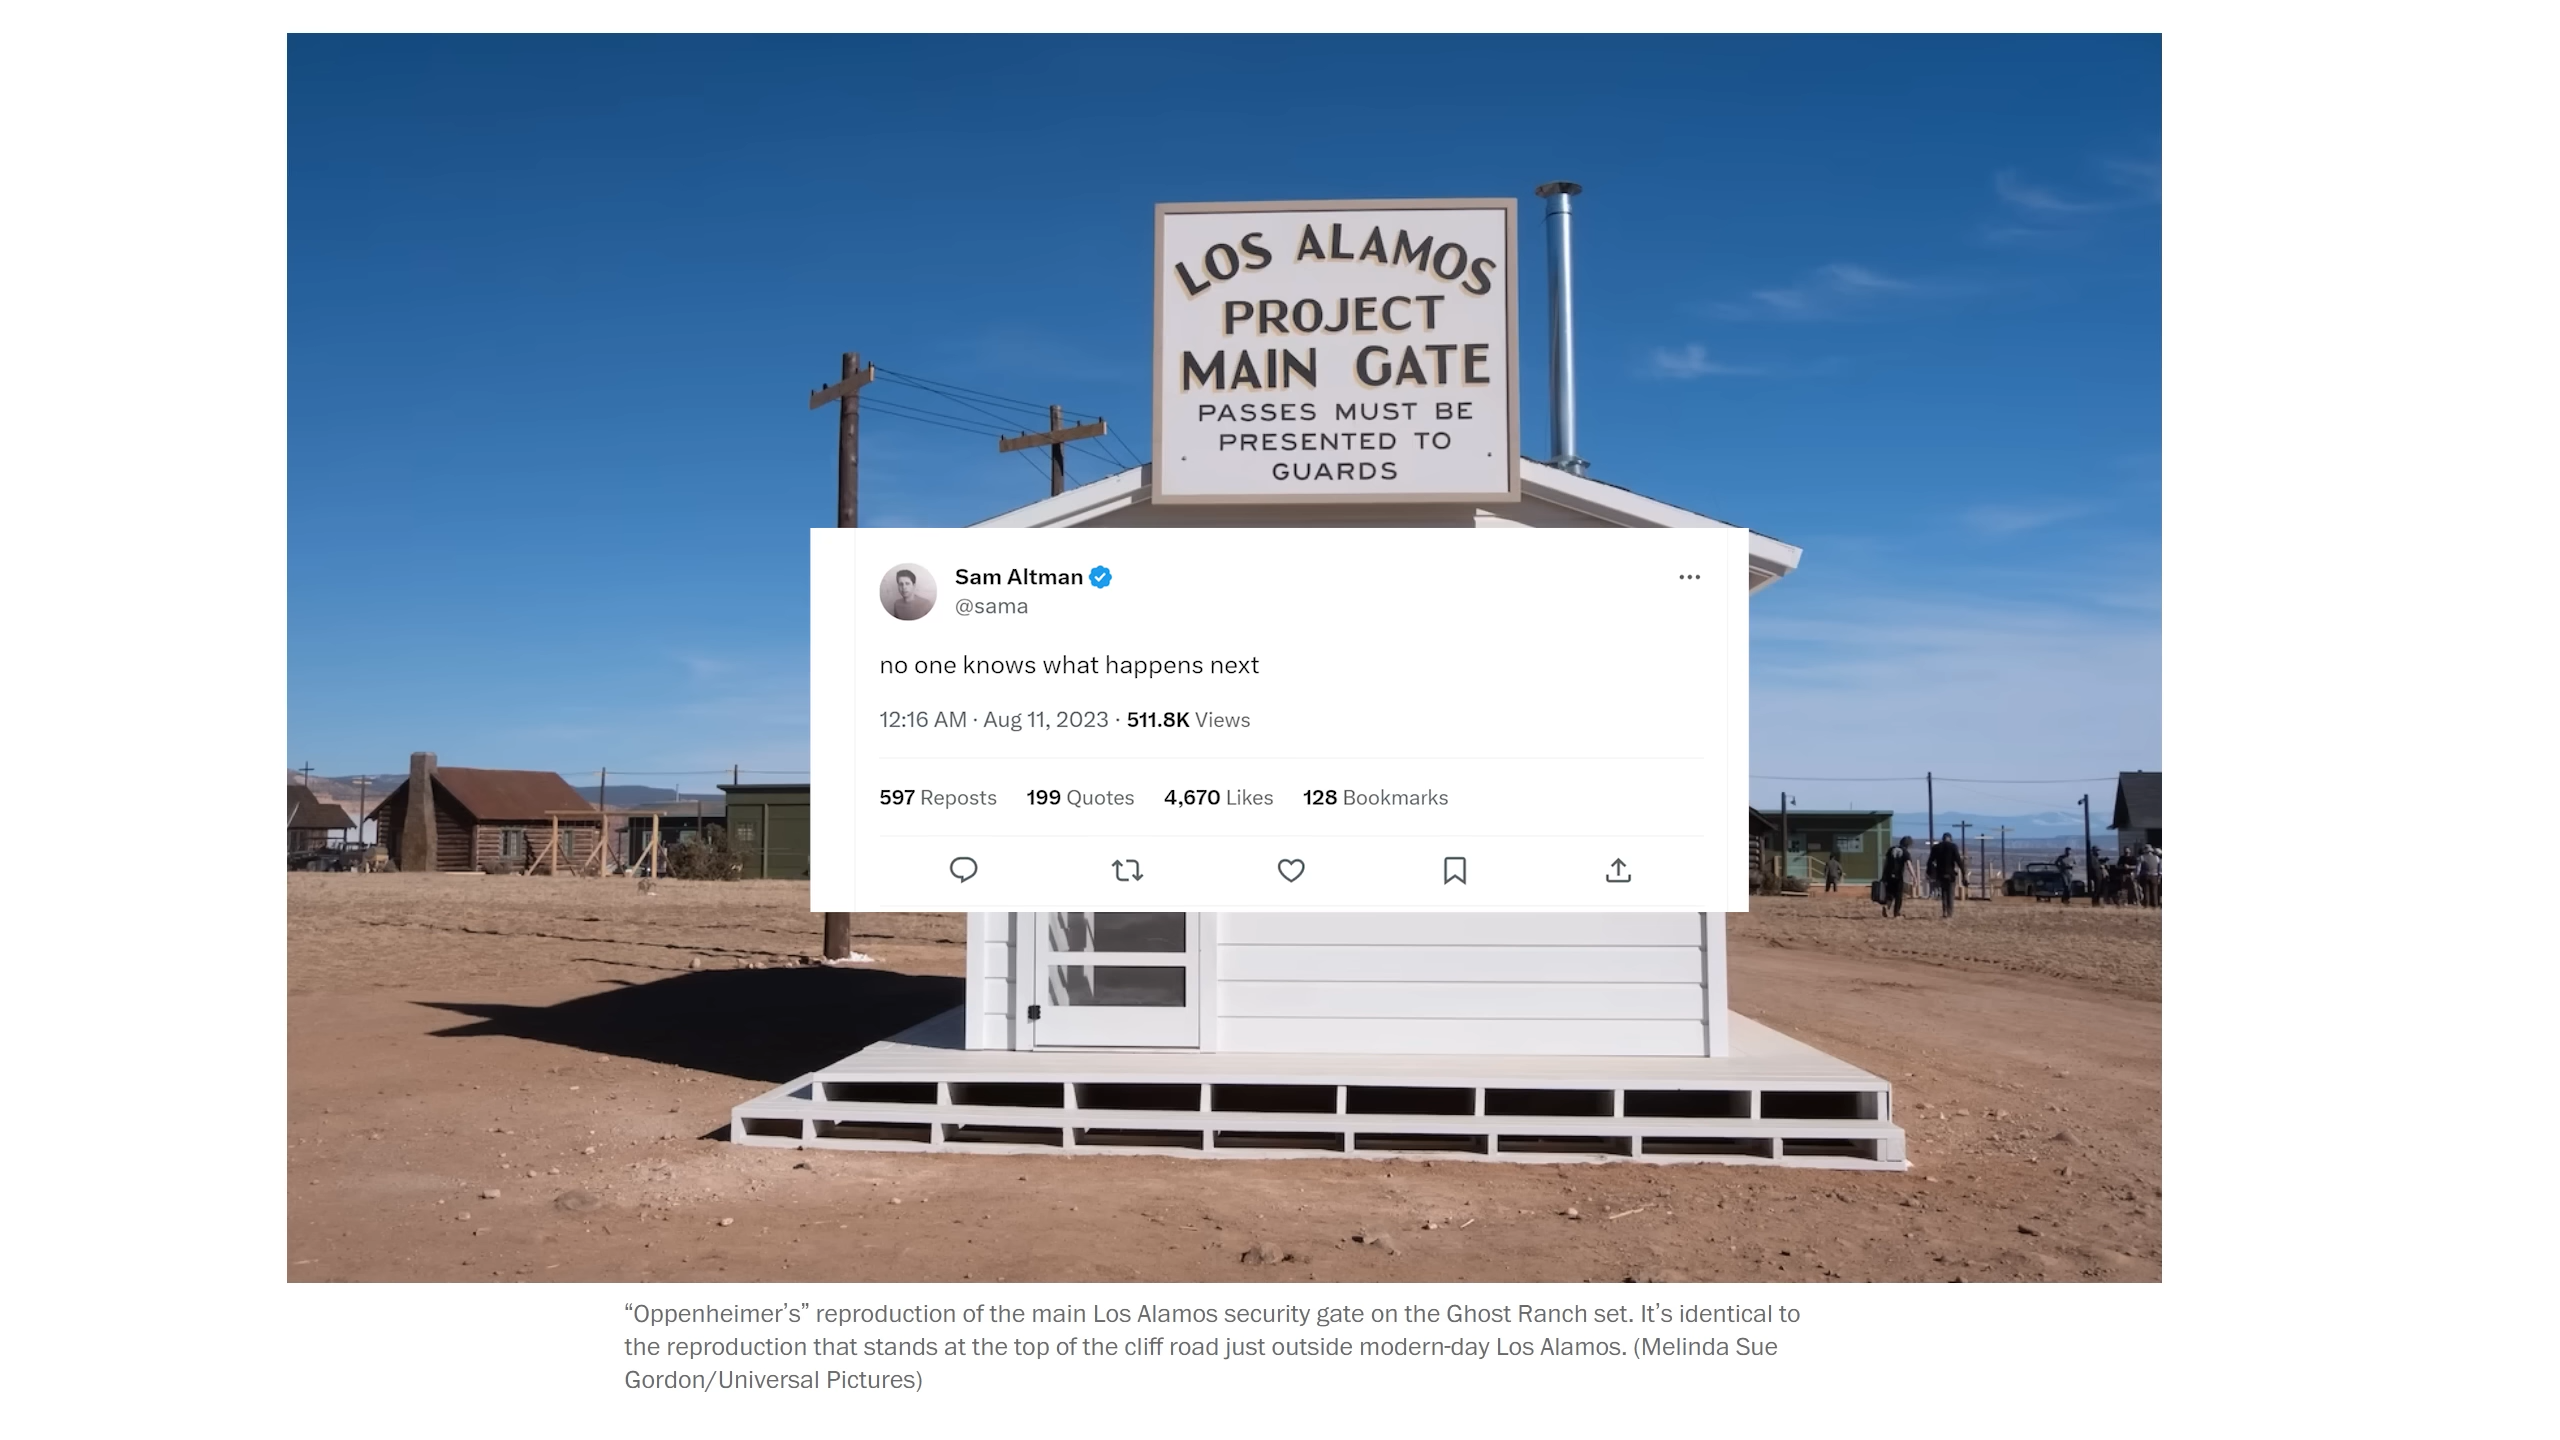 LOS ALAMOS
PROJECT
MAIN GATE
PASSES MUST BE
PRESENTED TO
GUARDS
Sam Altman
@sama
no one knows what happens next
12:16 AM · Aug 11, 2023 · 511.8K Views
597 Reposts 199 Quotes 4,670 Likes 128 Bookmarks
“Oppenheimer’s” reproduction of the main Los Alamos security gate on the Ghost Ranch set. It’s identical to
the reproduction that stands at the top of the cliff road just outside modern-day Los Alamos. (Melinda Sue
Gordon/Universal Pictures)